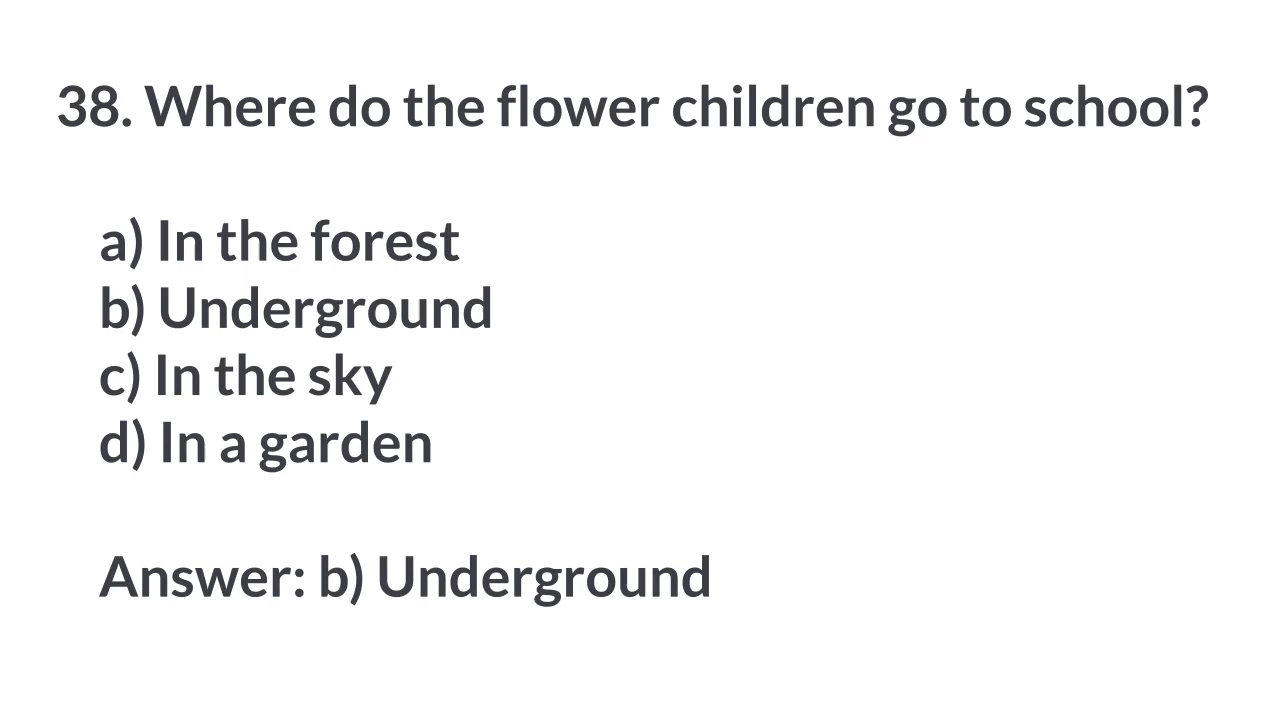 38. Where do the flower children go to school?
a) In the forest
b) Underground
c) In the sky
d) In a garden
Answer: b) Underground